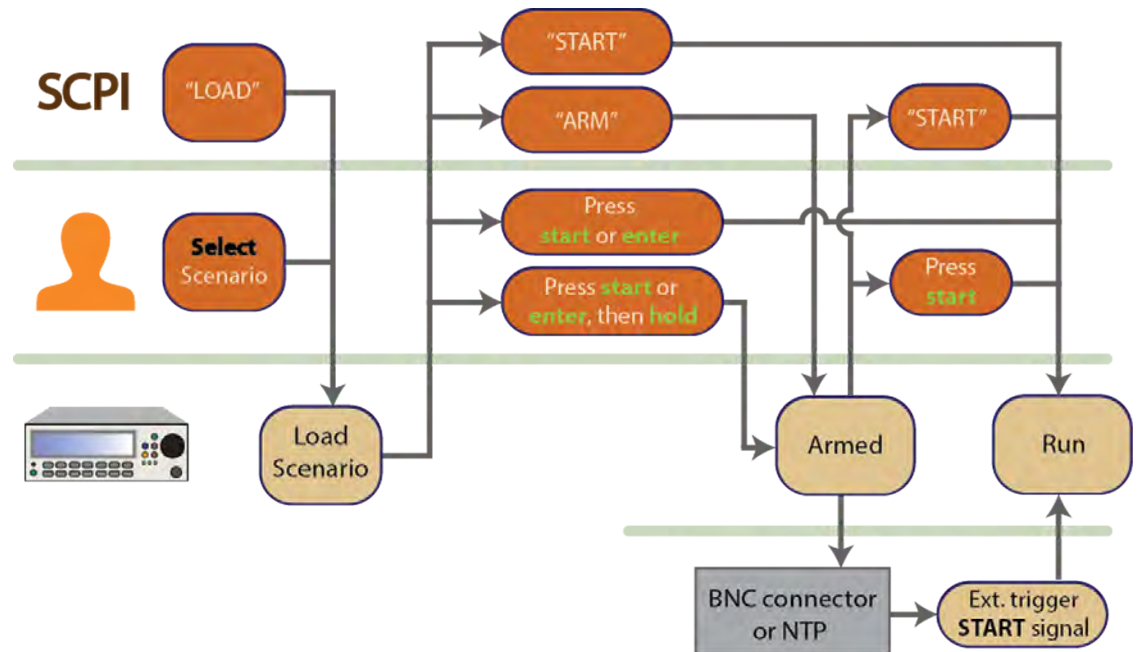 SCPI
“LOAD”
“START”
“ARM”
“START”
Select
Scenario
Press
start or enter
Press start or
enter, then hold
Press
start
Load
Scenario
Armed
Run
BNC connector
or NTP
Ext. trigger
START signal